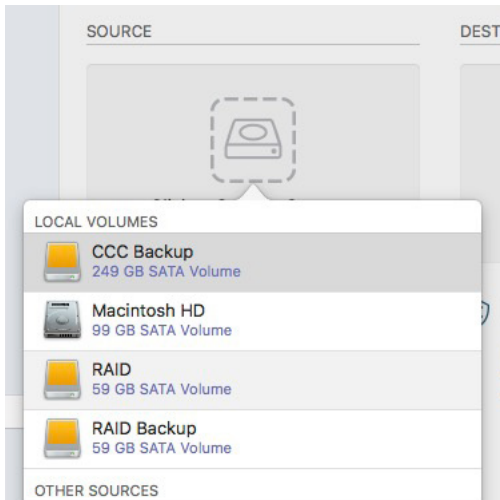 SOURCE
DEST
LOCAL VOLUMES
CCC Backup
249 GB SATA Volume
Macintosh HD
99 GB SATA Volume
RAID
59 GB SATA Volume
RAID Backup
59 GB SATA Volume
OTHER SOURCES